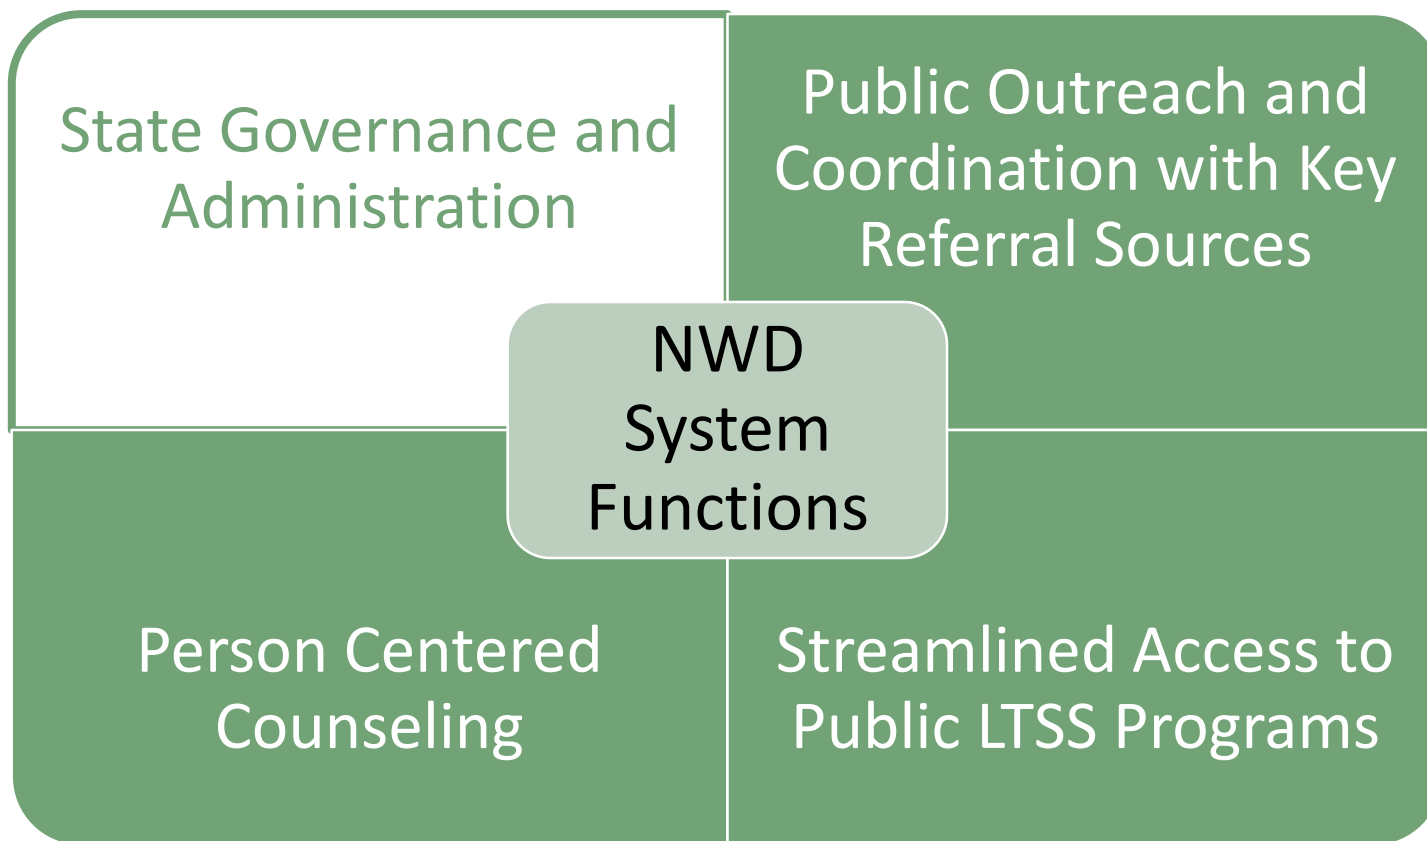 State Governance and
Administration
Public Outreach and
Coordination with Key
Referral Sources
NWD
System
Functions
Person Centered
Counseling
Streamlined Access to
Public LTSS Programs